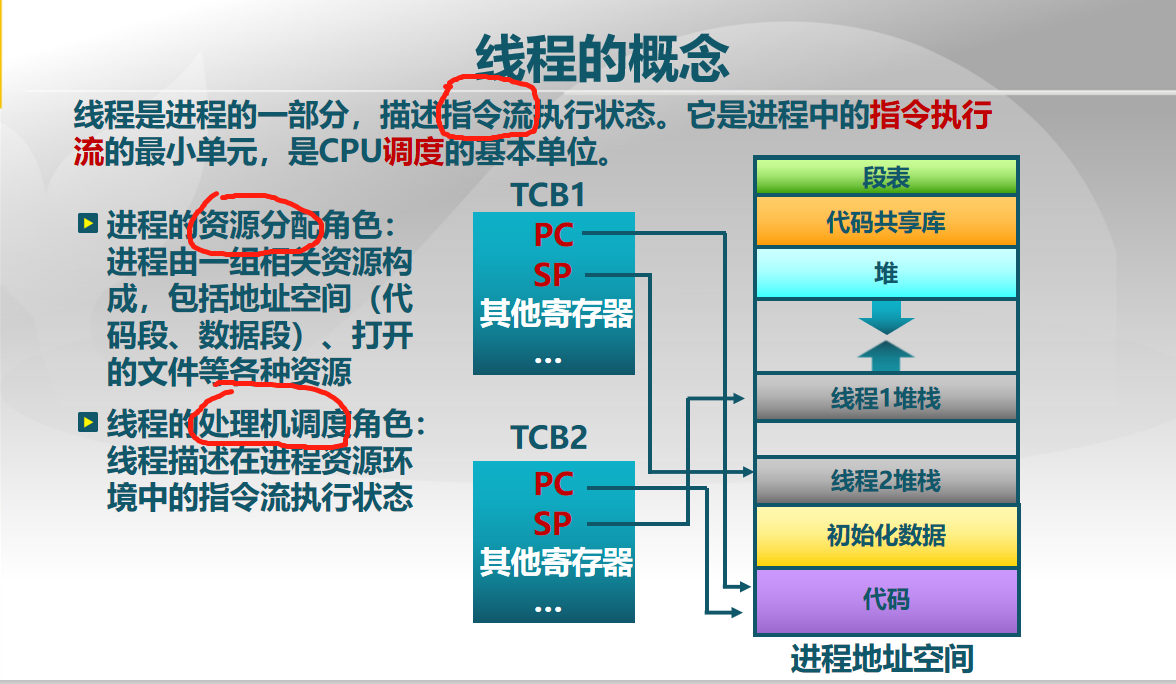 线程的概念
线程是进程的一部分，描述指令流执行状态。它是进程中的指令执行
流的最小单元，是CPU调度的基本单位。
进程的资源分配角色：
进程由一组相关资源构
成，包括地址空间（代
码段、数据段）、打开
的文件等各种资源
线程的处理机调度角色：
线程描述在进程资源环
境中的指令流执行状态
TCB1
PC
SP
其他寄存器
...
TCB2
PC
SP
其他寄存器
...
段表
代码共享库
堆
线程1堆栈
线程2堆栈
初始化数据
代码
进程地址空间